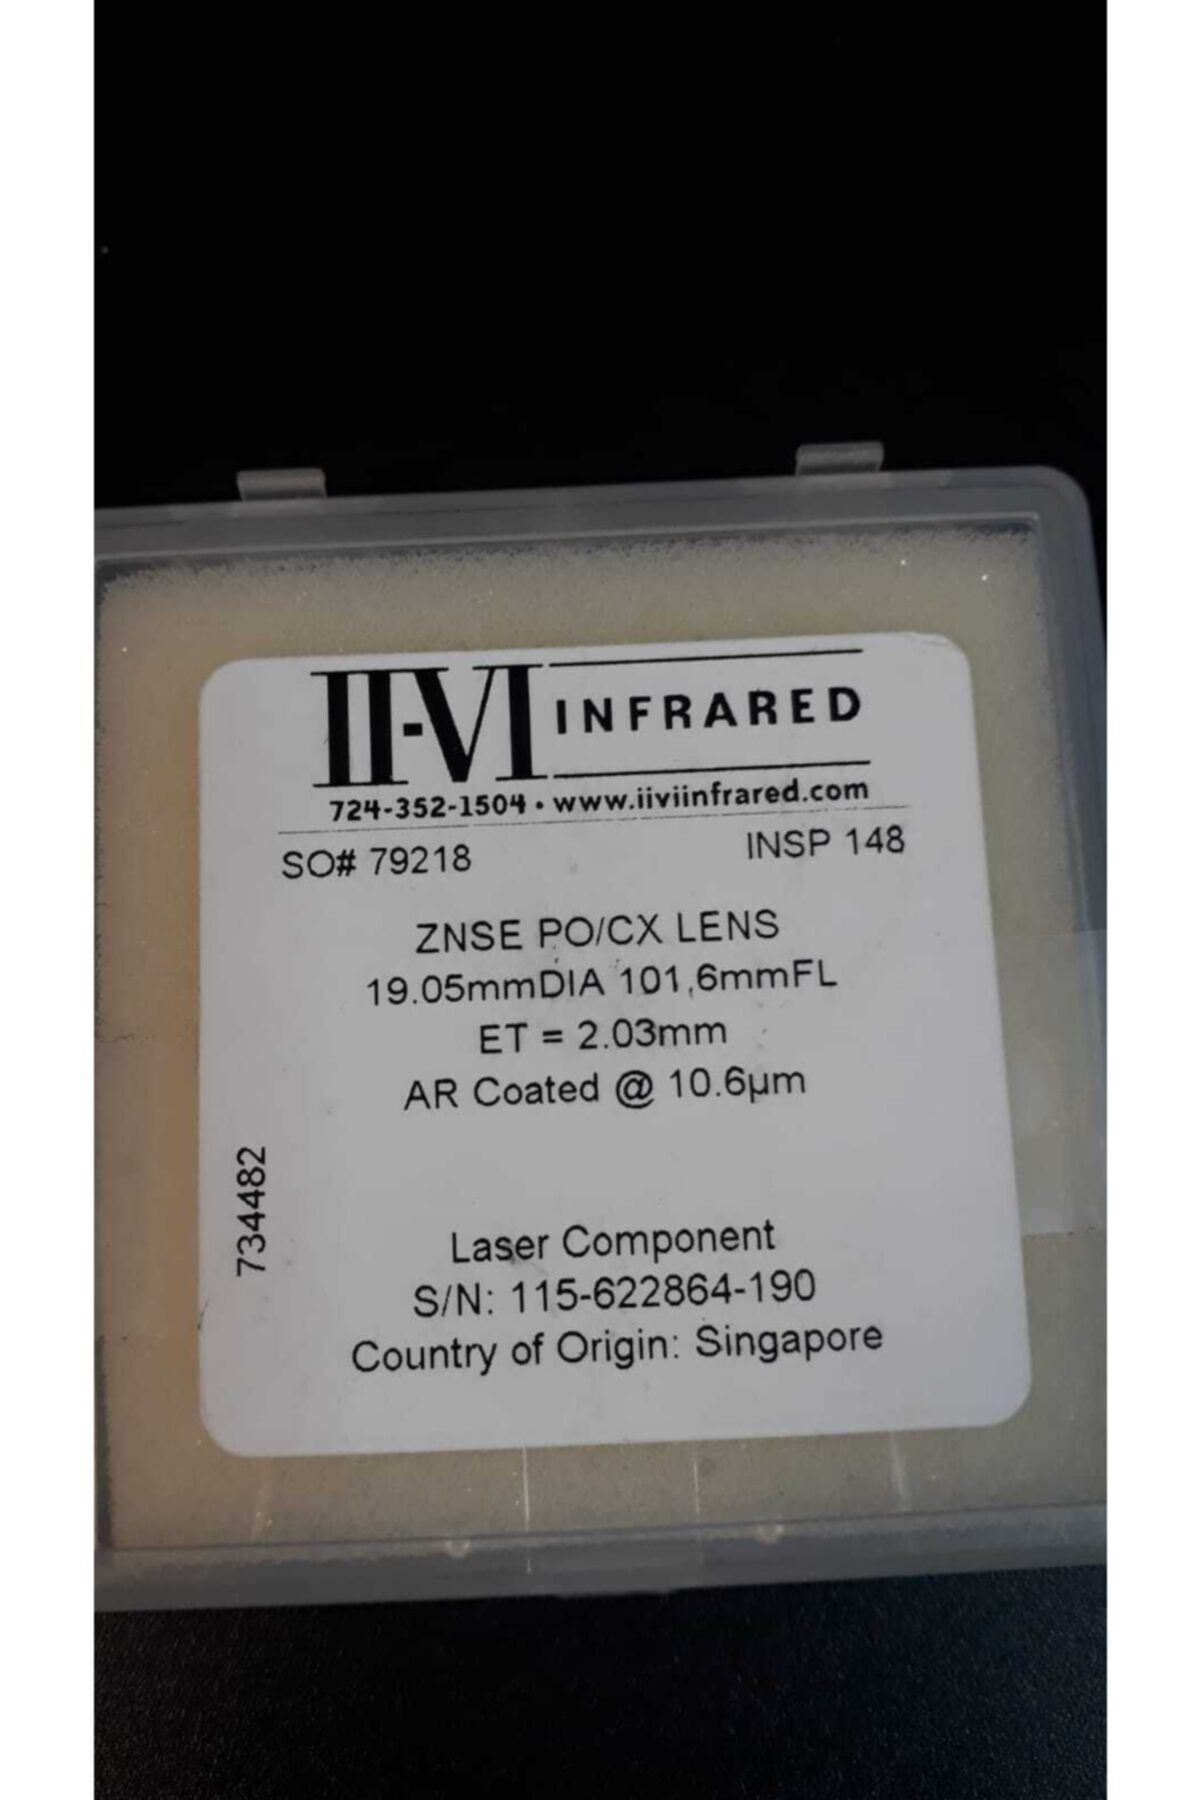 II-VI INFRARED
724-352-1504 • www.iiviinfrared.com
SO# 79218 INSP 148
ZNSE PO/CX LENS
19.05mmDIA 101,6mmFL
ET = 2.03mm
AR Coated @ 10.6µm
734482
Laser Component
S/N: 115-622864-190
Country of Origin: Singapore